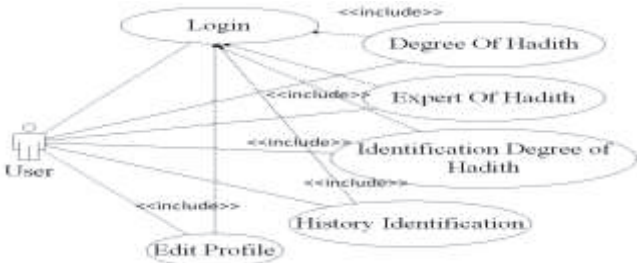 <<include>>
Login
Degree Of Hadith
<<include>>
Expert Of Hadith
<<include>>
Identification Degree of
Hadith
User
<<include>>
<<include>>
History Identification
Edit Profile